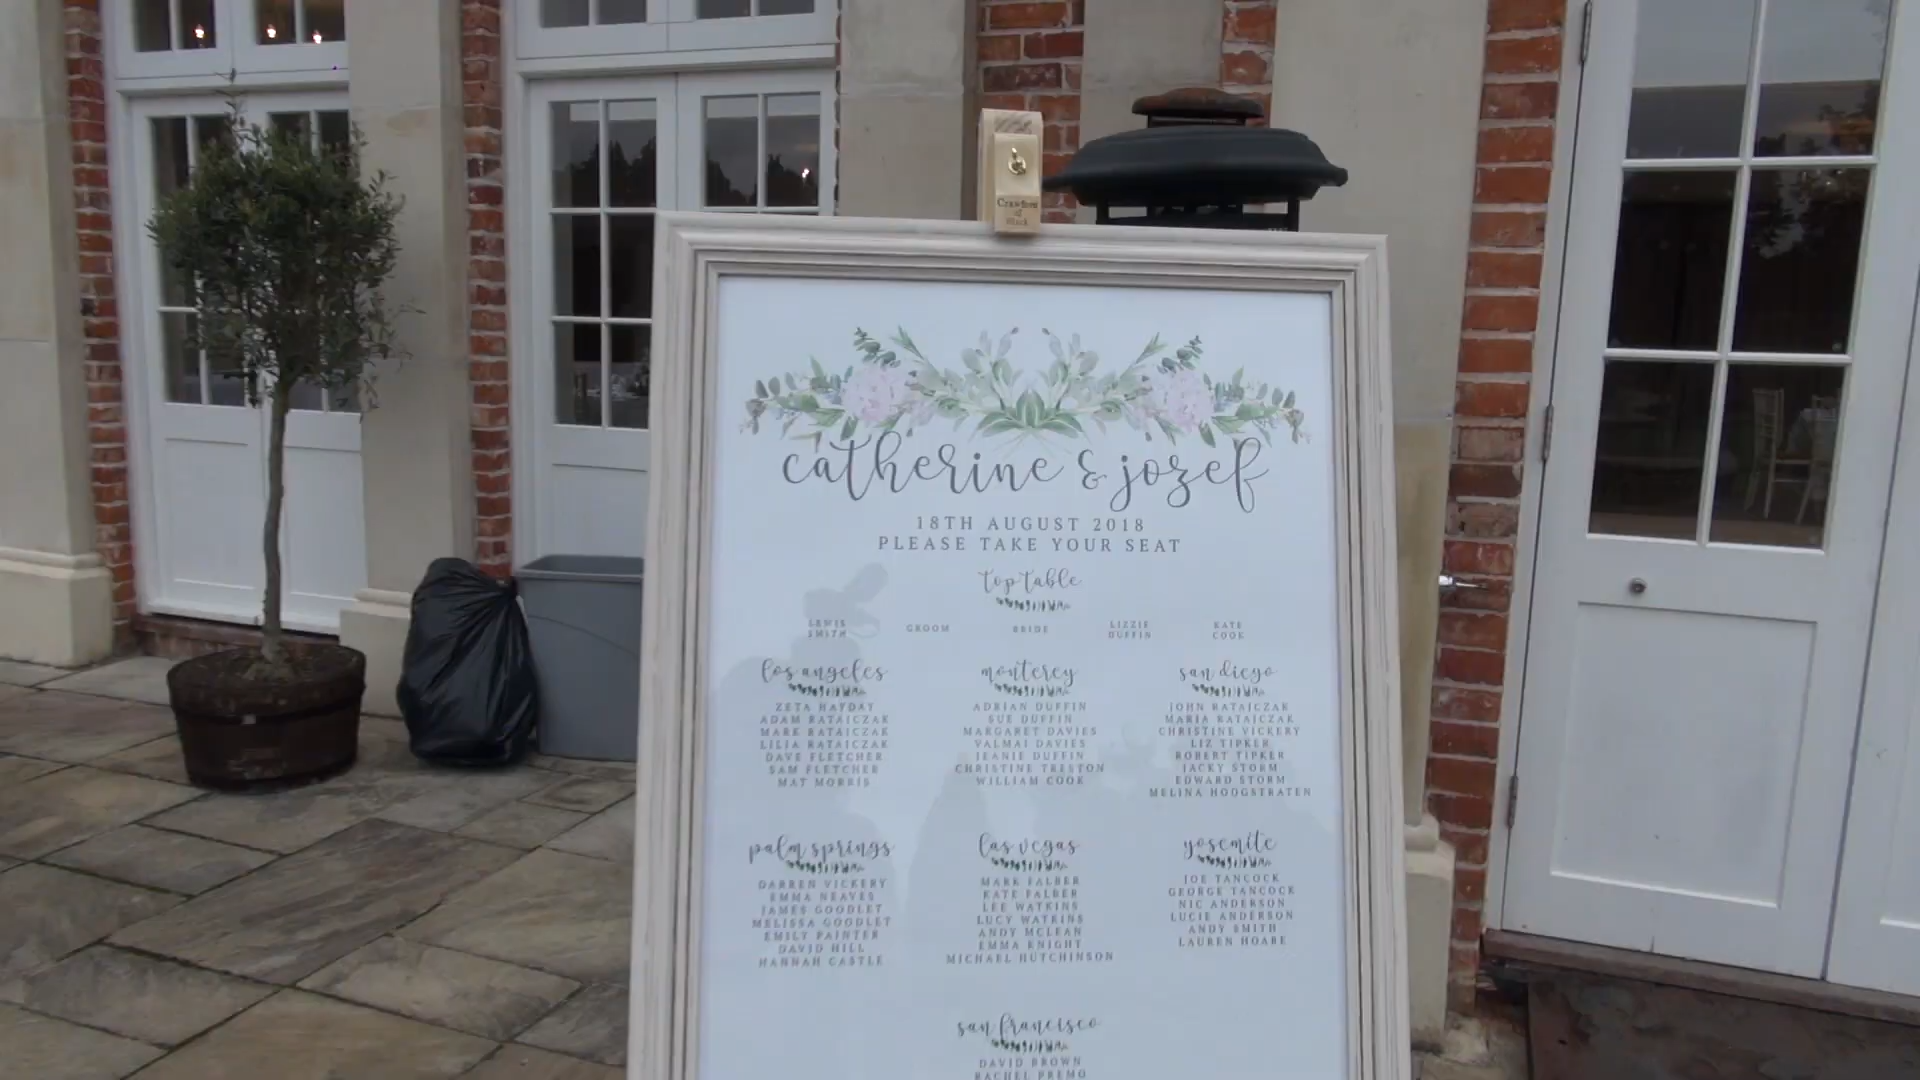 Crawford
of
catherine & jozef
18TH AUGUST 2018
PLEASE TAKE YOUR SEAT
top table
LEWIS SMITH
GROOM
BRIDE
LIZZIE DUFFIN
KATE COOK
los angeles
ZETA HAYDAY
ADAM RATAJCZAK
MARK RATAJCZAK
LILIA RATAJCZAK
DAVE FLETCHER
SAM FLETCHER
MAT MORRIS
monterey
ADRIAN DUFFIN
SUE DUFFIN
MARGARET DAVIES
VALMAI DAVIES
JEANIE DUFFIN
CHRISTINE TRESTON
WILLIAM COOK
san diego
JOHN RATAJCZAK
MARIA RATAJCZAK
CHRISTINE VICKERY
LIZ TIPKER
ROBERT TIPKER
JACKY STORM
EDWARD STORM
MELINA HOOGSTRATEN
palm springs
DARREN VICKERY
EMMA NEAVES
JAMES GOODLET
MELISSA GOODLET
EMILY PAINTER
DAVID HILL
HANNAH CASTLE
las vegas
MARK FALBER
KATE FALBER
LEE WATKINS
LUCY WATKINS
ANDY MCLEAN
EMMA KNIGHT
MICHAEL HUTCHINSON
yosemite
JOE TANCOCK
GEORGE TANCOCK
NIC ANDERSON
LUCIE ANDERSON
ANDY SMITH
LAUREN HOARE
san francisco
DAVID BROWN
RACHEL PREMO